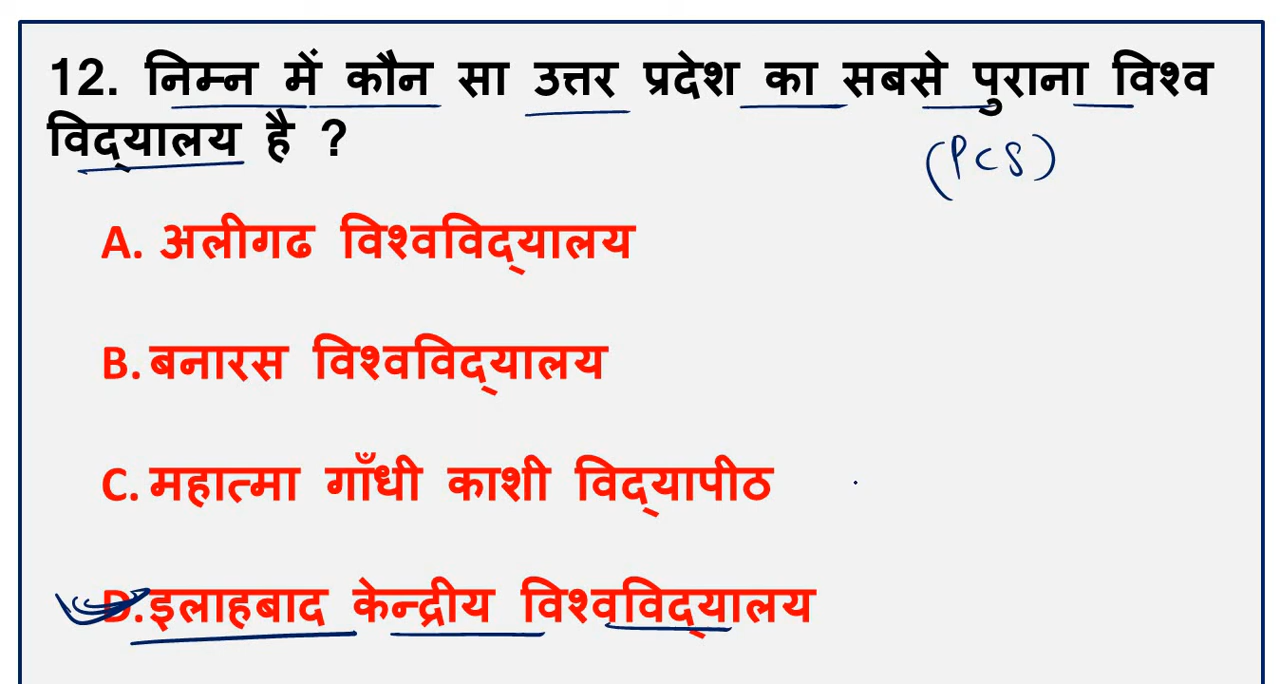 12. निम्न में कौन सा उत्तर प्रदेश का सबसे पुराना विश्व
विद्यालय है ?
(PCS)
A. अलीगढ विश्वविद्यालय
B. बनारस विश्वविद्यालय
C. महात्मा गाँधी काशी विद्यापीठ
D. इलाहबाद केन्द्रीय विश्वविद्यालय